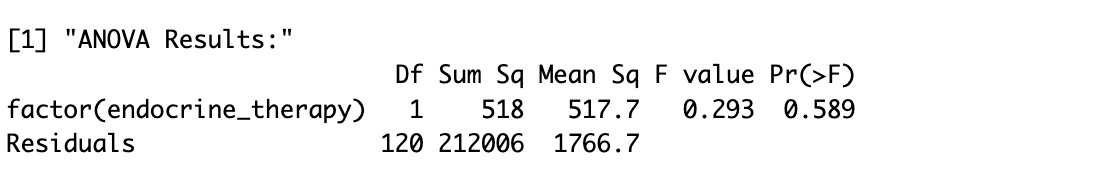 [1] "ANOVA Results:"
                            Df Sum Sq Mean Sq F value Pr(>F)
factor(endocrine_therapy)    1    518   517.7   0.293  0.589
Residuals                  120 212006  1766.7